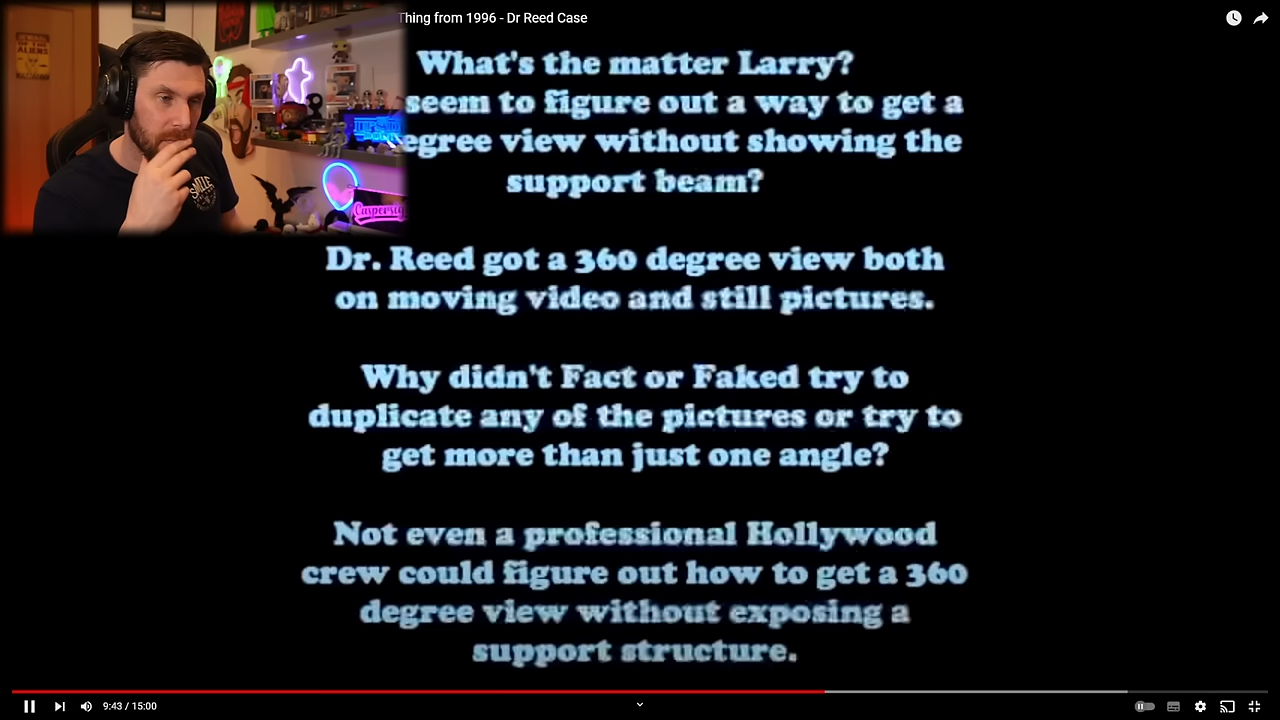 Thing from 1996 - Dr Reed Case
What's the matter Larry?
seem to figure out a way to get a
egree view without showing the
support beam?
Dr. Reed got a 360 degree view both
on moving video and still pictures.
Why didn't Fact or Faked try to
duplicate any of the pictures or try to
get more than just one angle?
Not even a professional Hollywood
crew could figure out how to get a 360
degree view without exposing a
support structure.
9:43 / 15:00